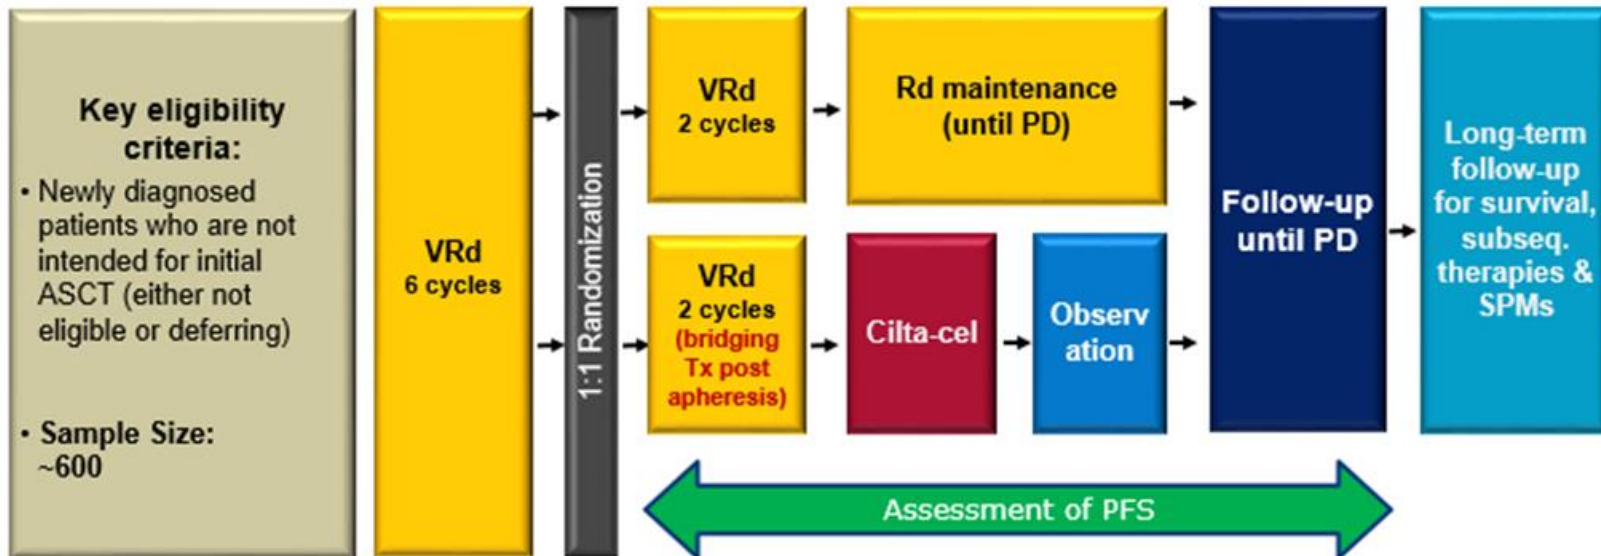 Key eligibility
criteria:
• Newly diagnosed
patients who are not
intended for initial
ASCT (either not
eligible or deferring)
• Sample Size:
~600
VRd
6 cycles
1:1 Randomization
VRd
2 cycles
Rd maintenance
(until PD)
VRd
2 cycles
(bridging
Tx post
apheresis)
Cilta-cel
Observ
ation
Follow-up
until PD
Long-term
follow-up
for survival,
subseq.
therapies &
SPMs
Assessment of PFS